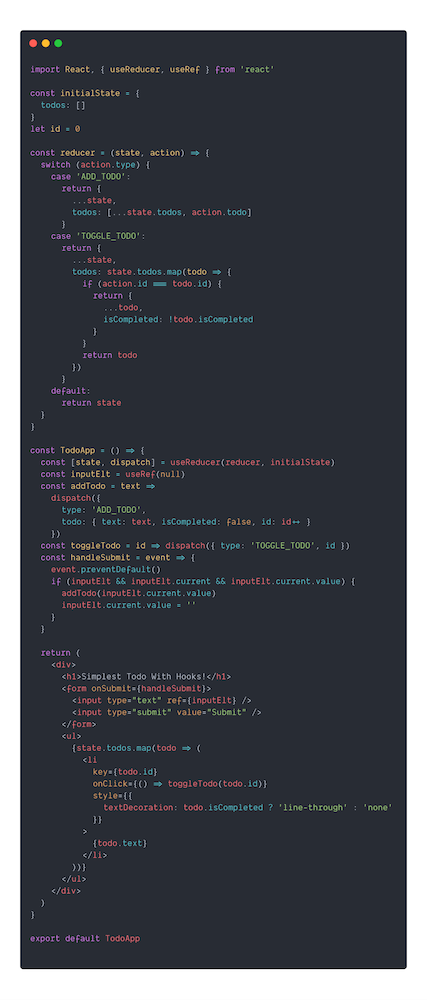 import React, { useReducer, useRef } from 'react'

const initialState = {
  todos: []
}
let id = 0

const reducer = (state, action) => {
  switch (action.type) {
    case 'ADD_TODO':
      return {
        ...state,
        todos: [...state.todos, action.todo]
      }
    case 'TOGGLE_TODO':
      return {
        ...state,
        todos: state.todos.map(todo => {
          if (action.id === todo.id) {
            return {
              ...todo,
              isCompleted: !todo.isCompleted
            }
          }
          return todo
        })
      }
    default:
      return state
  }
}

const TodoApp = () => {
  const [state, dispatch] = useReducer(reducer, initialState)
  const inputElt = useRef(null)
  const addTodo = text =>
    dispatch({
      type: 'ADD_TODO',
      todo: { text: text, isCompleted: false, id: id++ }
    })
  const toggleTodo = id => dispatch({ type: 'TOGGLE_TODO', id })
  const handleSubmit = event => {
    event.preventDefault()
    if (inputElt && inputElt.current && inputElt.current.value) {
      addTodo(inputElt.current.value)
      inputElt.current.value = ''
    }
  }

  return (
    <div>
      <h1>Simplest Todo With Hooks!</h1>
      <form onSubmit={handleSubmit}>
        <input type="text" ref={inputElt} />
        <input type="submit" value="Submit" />
      </form>
      <ul>
        {state.todos.map(todo => (
          <li
            key={todo.id}
            onClick={() => toggleTodo(todo.id)}
            style={{
              textDecoration: todo.isCompleted ? 'line-through' : 'none'
            }}
          >
            {todo.text}
          </li>
        ))}
      </ul>
    </div>
  )
}

export default TodoApp